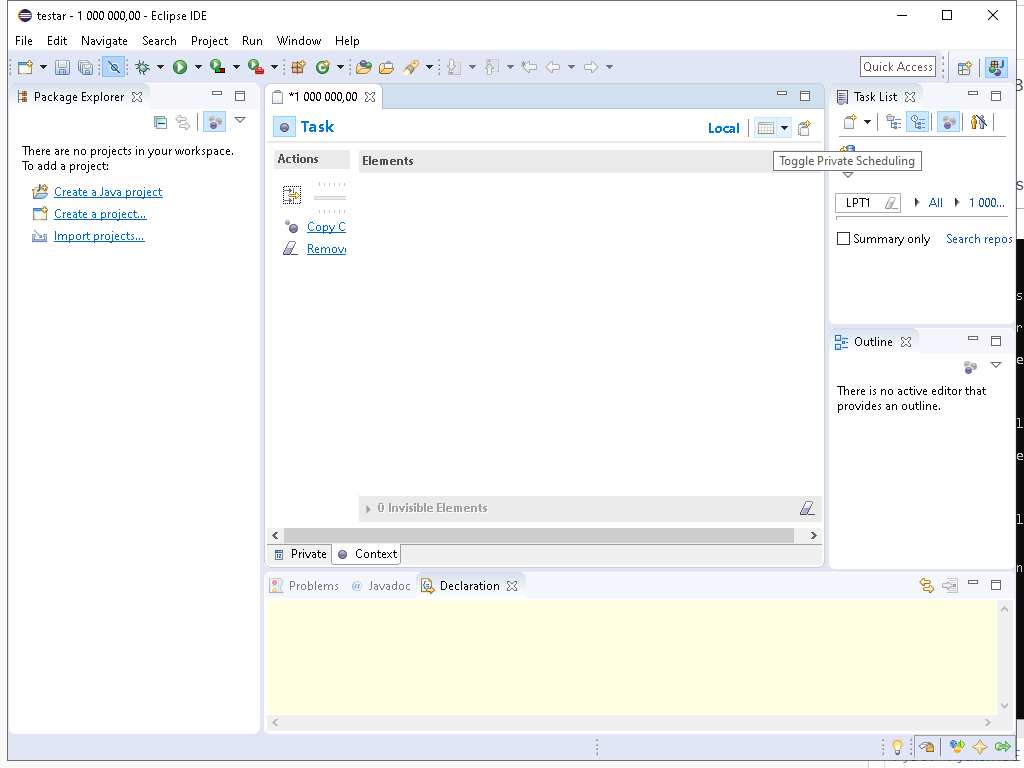 testar - 1 000 000,00 - Eclipse IDE
File Edit Navigate Search Project Run Window Help
Quick Access
Package Explorer
There are no projects in your workspace.
To add a project:
Create a Java project
Create a project...
Import projects...
*1 000 000,00
Task
Local
Actions
Elements
Copy C
Remov
0 Invisible Elements
Private
Context
Task List
Toggle Private Scheduling
LPT1
All
1 000...
Summary only
Search repos
Outline
There is no active editor that
provides an outline.
Problems
@ Javadoc
Declaration